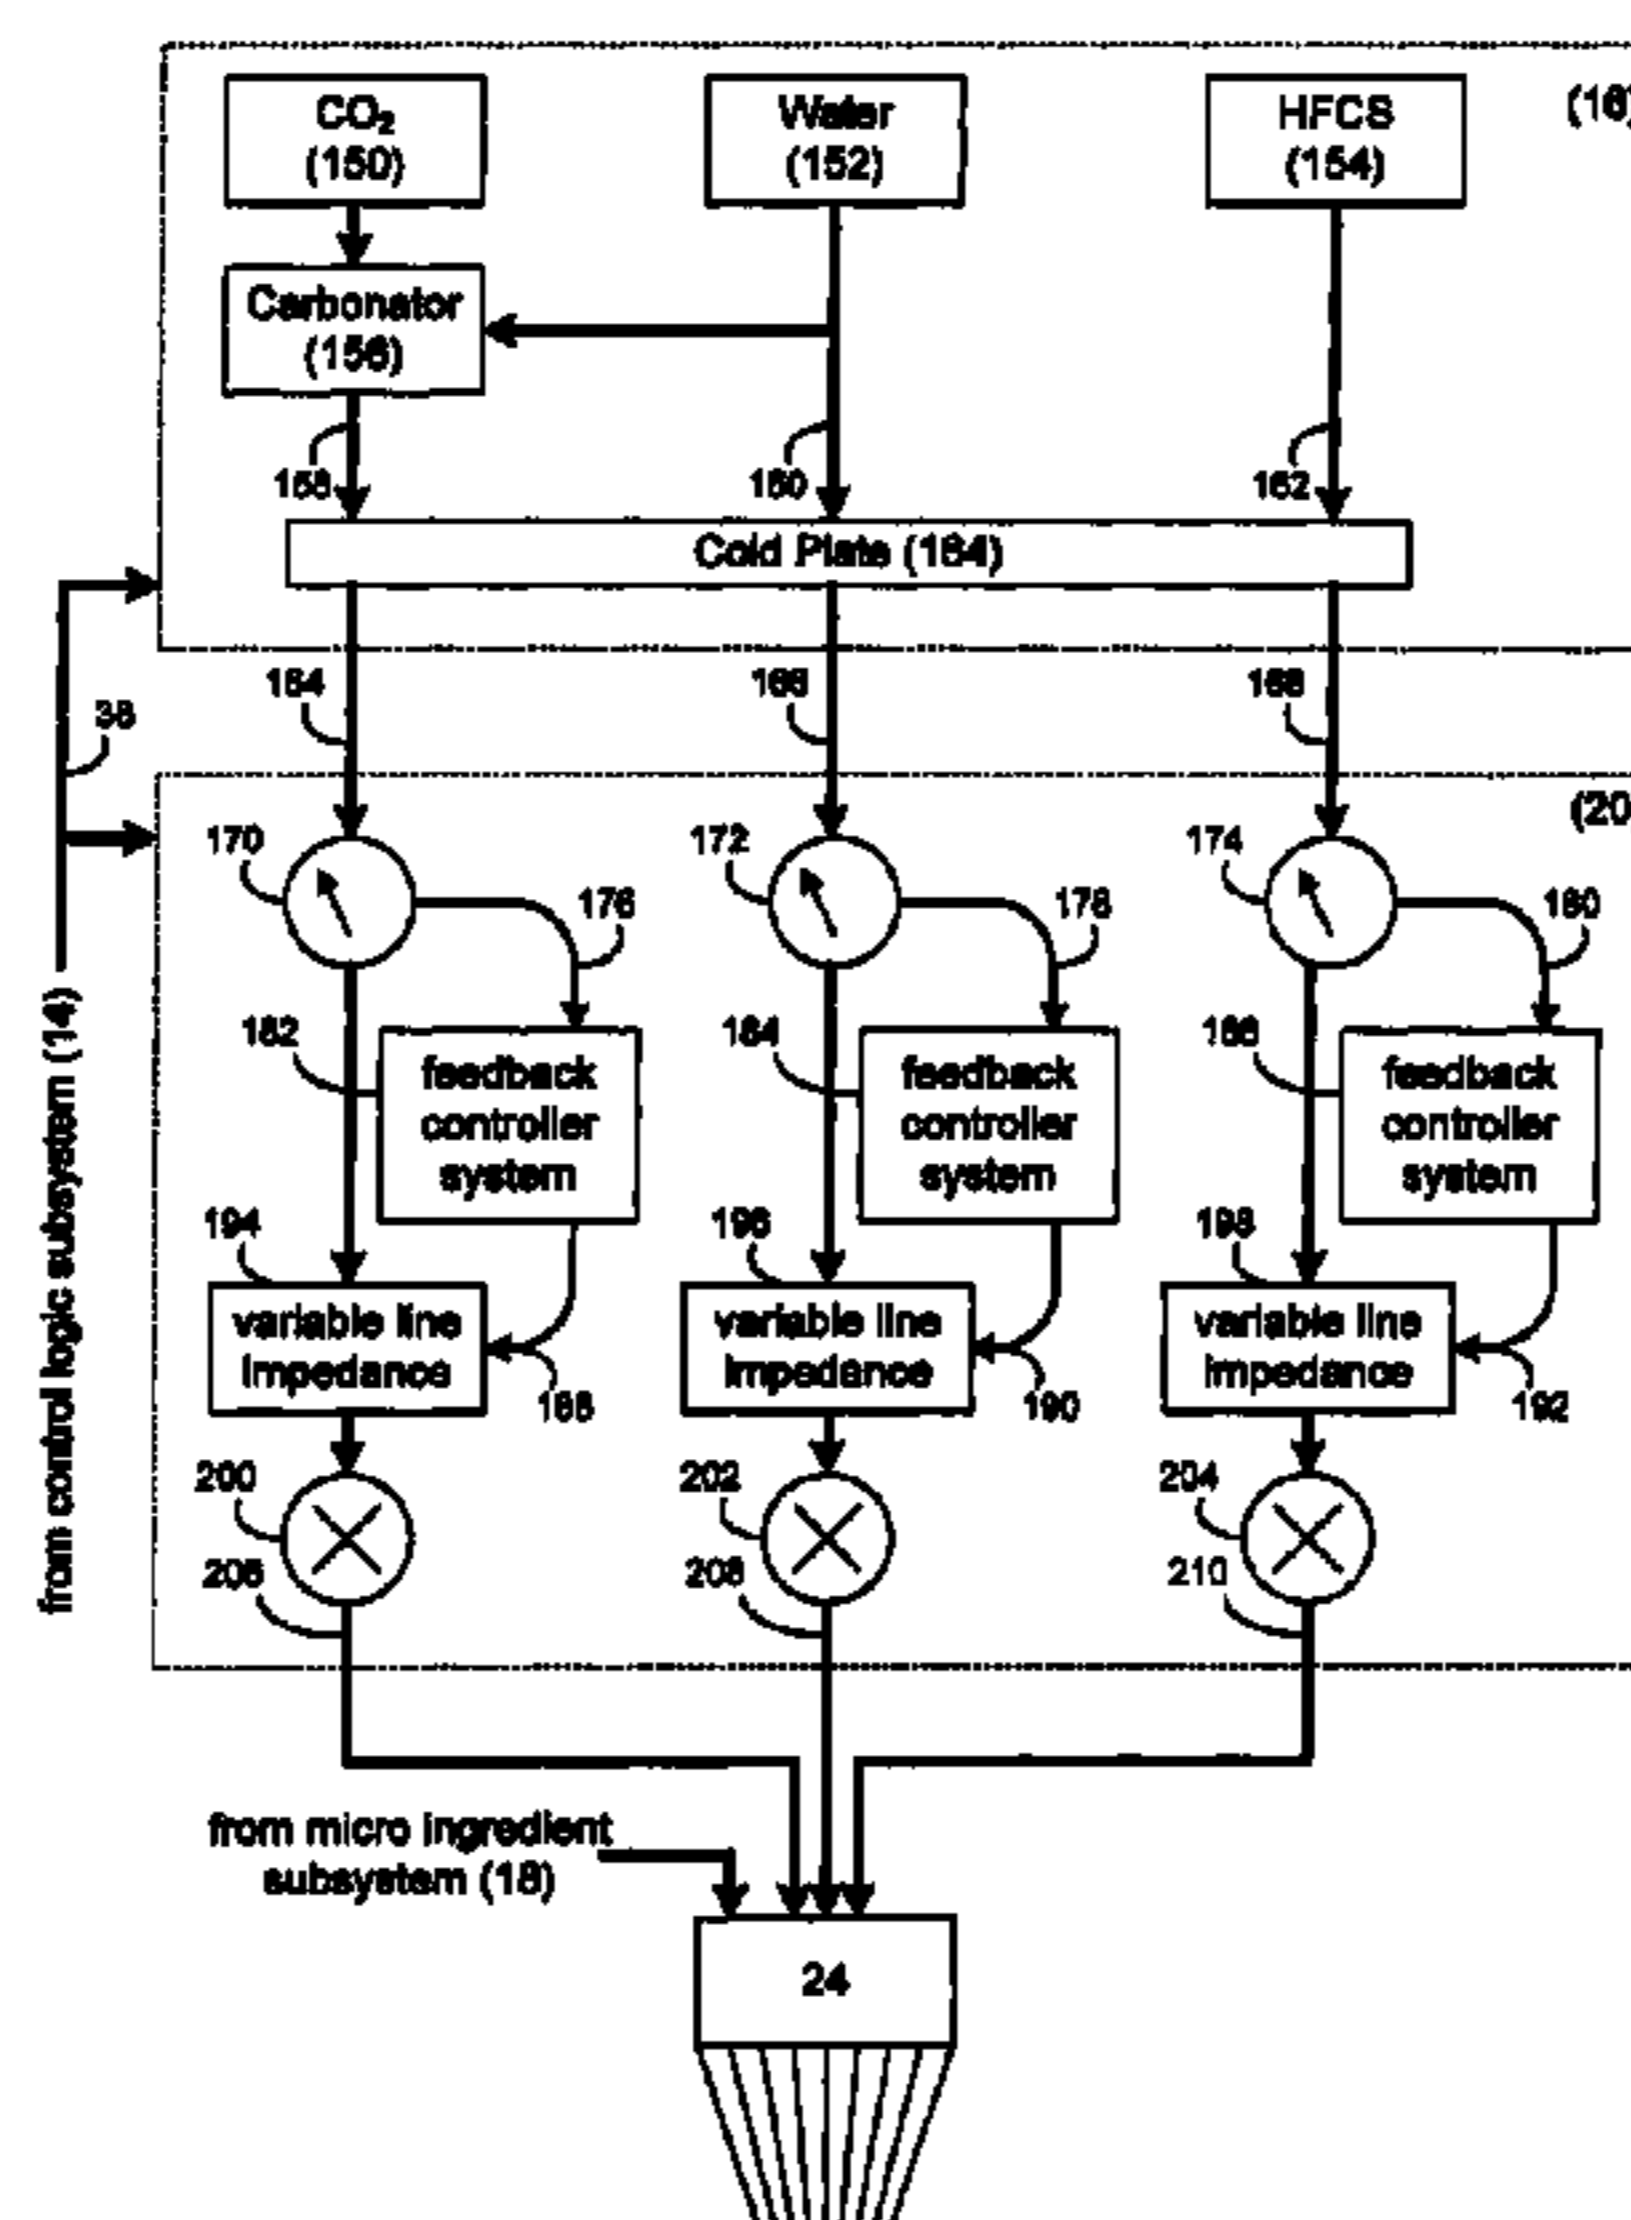 CO₂
(150)
Water
(152)
HFCS
(154)
(16)
Carbonator
(156)
158
160
162
Cold Plate (164)
164
166
168
38
(20
170
172
174
176
178
180
182
184
186
feedback
controller
system
feedback
controller
system
feedback
controller
system
194
196
198
variable line
impedance
variable line
impedance
variable line
impedance
188
190
192
200
202
204
206
208
210
from control logic subsystem (14)
from micro ingredient
subsystem (18)
24